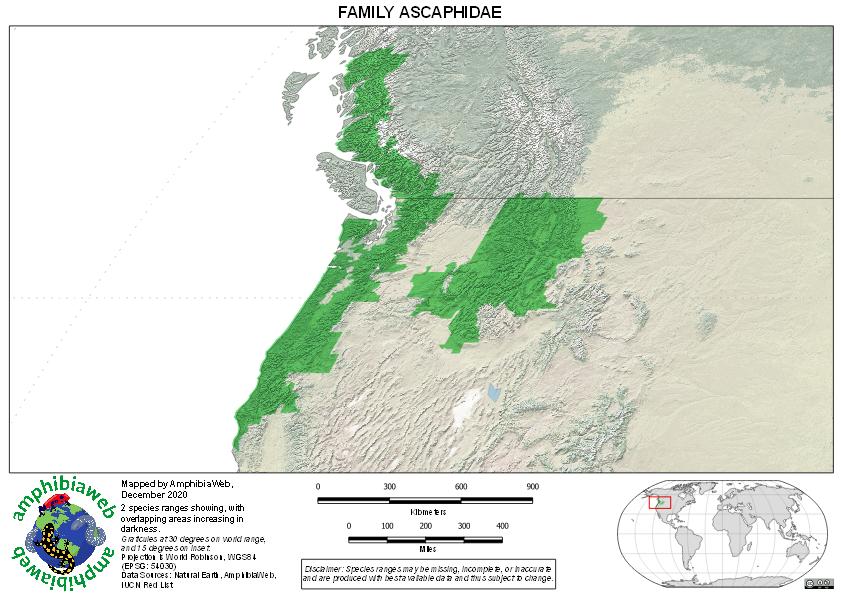 FAMILY ASCAPHIDAE
amphibiaweb
amphibiaweb
Mapped by AmphibiaWeb,
December 2020
2 species ranges showing, with
overlapping areas increasing in
darkness.
Graticules at 30 degrees on world range,
and 15 degrees on inset.
Projection is World Robinson, WGS84
(EPSG: 54030)
Data Sources: Natural Earth, AmphibiaWeb,
IUCN Red List
0 300 600 900
Kilometers
0 100 200 300 400
Miles
Disclaimer: Species ranges may be missing, incomplete, or inaccurate
and are produced with best available data and thus subject to change.